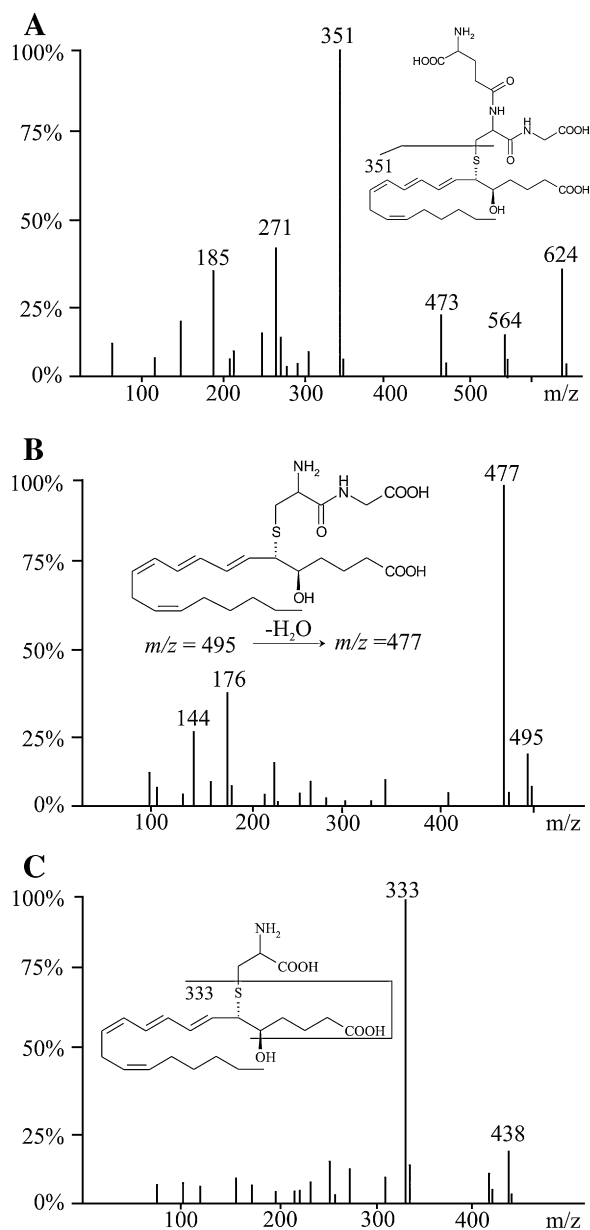 A
100%
75%
50%
25%
0%
351
271
185
473
564
624
100
200
300
400
500
m/z
NH2
HOOC
O
NH
H
N
COOH
O
351
S
COOH
OH
B
100%
75%
50%
25%
0%
477
176
144
495
100
200
300
400
m/z
NH2
H
N
COOH
O
S
COOH
OH
-H2O
m/z = 495
m/z =477
C
100%
75%
50%
25%
0%
333
438
100
200
300
400
m/z
NH2
COOH
333
S
COOH
OH